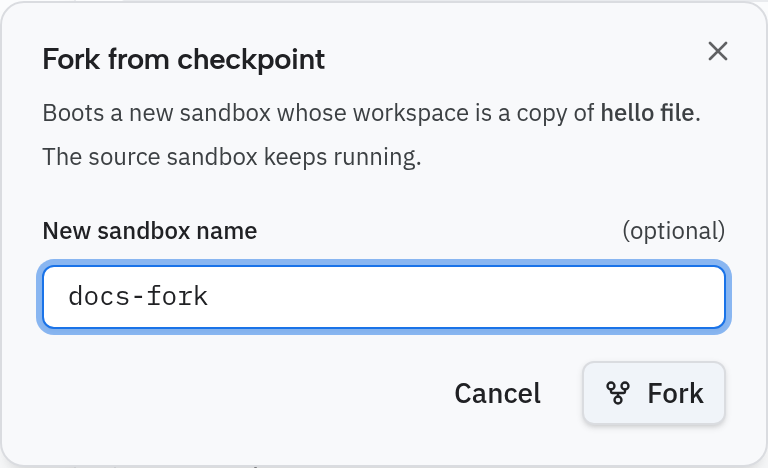 Fork from checkpoint
Boots a new sandbox whose workspace is a copy of hello file.
The source sandbox keeps running.
New sandbox name (optional)
docs-fork
Cancel Fork